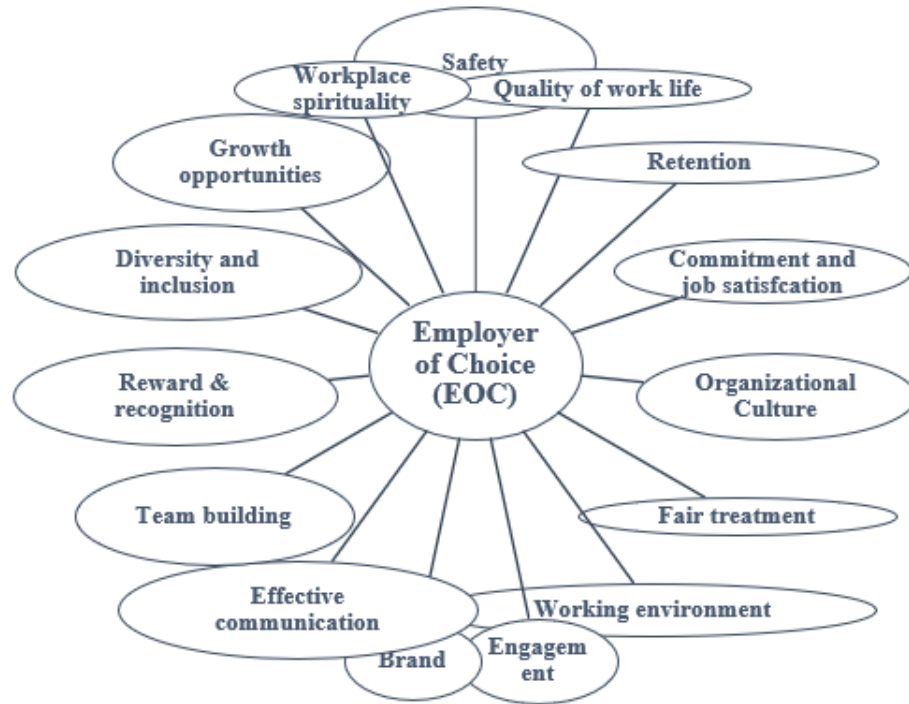 Safety
Workplace
spirituality
Quality of work life
Growth
opportunities
Retention
Diversity and
inclusion
Commitment and
job satisfcation
Employer
of Choice
(EOC)
Reward &
recognition
Organizational
Culture
Team building
Fair treatment
Effective
communication
Working environment
Brand
Engagem
ent